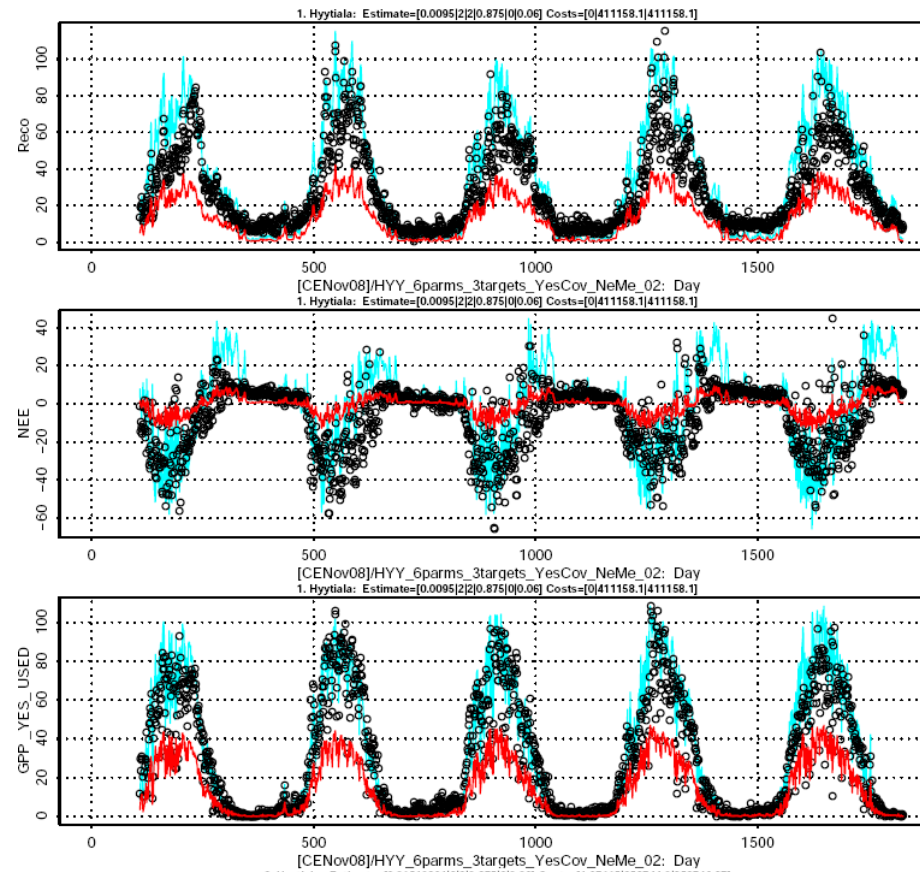 1. Hyytiala: Estimate=[0.0095|2|2|0.875|0|0.06] Costs=[0|411158.1|411158.1]
Reco
100
80
60
40
20
0
0 500 1000 1500
[CENov08]/HYY_6parms_3targets_YesCov_NeMe_02: Day
1. Hyytiala: Estimate=[0.0095|2|2|0.875|0|0.06] Costs=[0|411158.1|411158.1]
NEE
40
20
0
−20
−40
−60
0 500 1000 1500
[CENov08]/HYY_6parms_3targets_YesCov_NeMe_02: Day
1. Hyytiala: Estimate=[0.0095|2|2|0.875|0|0.06] Costs=[0|411158.1|411158.1]
GPP_YES_USED
100
80
60
40
20
0
0 500 1000 1500
[CENov08]/HYY_6parms_3targets_YesCov_NeMe_02: Day